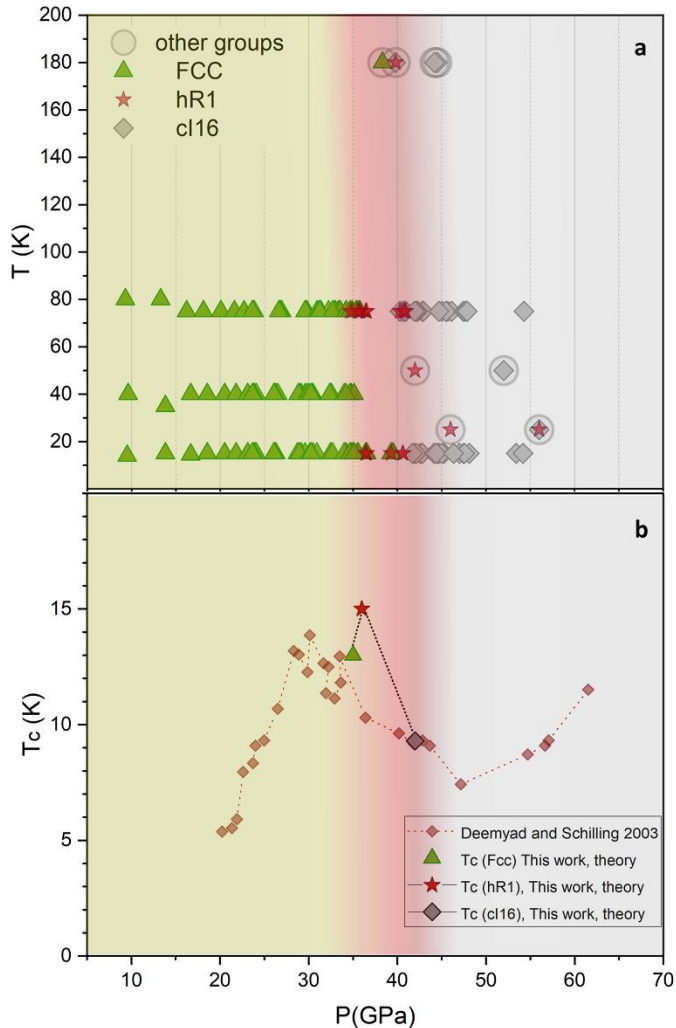 a
other groups
FCC
hR1
cI16
T (K)
200
180
160
140
120
100
80
60
40
20
b
Tc (K)
15
10
5
0
Deemyad and Schilling 2003
Tc (Fcc) This work, theory
Tc (hR1), This work, theory
Tc (cI16), This work, theory
10 20 30 40 50 60 70
P(GPa)